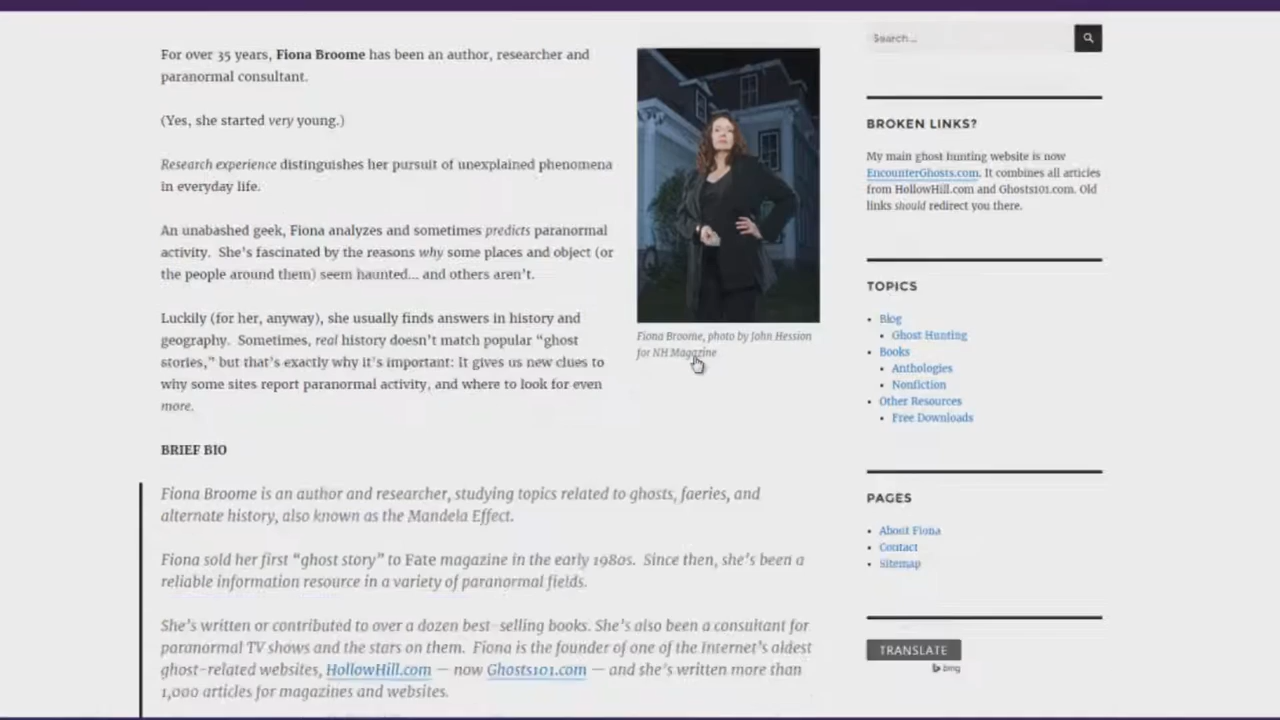 For over 35 years, Fiona Broome has been an author, researcher and
paranormal consultant.
(Yes, she started very young.)
Research experience distinguishes her pursuit of unexplained phenomena
in everyday life.
An unabashed geek, Fiona analyzes and sometimes predicts paranormal
activity. She's fascinated by the reasons why some places and object (or
the people around them) seem haunted... and others aren't.
Luckily (for her, anyway), she usually finds answers in history and
geography. Sometimes, real history doesn't match popular “ghost
stories,” but that's exactly why it's important: It gives us new clues to
why some sites report paranormal activity, and where to look for even
more.
Fiona Broome, photo by John Hession
for NH Magazine
BRIEF BIO
Fiona Broome is an author and researcher, studying topics related to ghosts, faeries, and
alternate history, also known as the Mandela Effect.
Fiona sold her first “ghost story” to Fate magazine in the early 1980s. Since then, she's been a
reliable information resource in a variety of paranormal fields.
She's written or contributed to over a dozen best-selling books. She's also been a consultant for
paranormal TV shows and the stars on them. Fiona is the founder of one of the Internet's oldest
ghost-related websites, HollowHill.com — now Ghosts101.com — and she's written more than
1,000 articles for magazines and websites.
Search...
BROKEN LINKS?
My main ghost hunting website is now
EncounterGhosts.com. It combines all articles
from HollowHill.com and Ghosts101.com. Old
links should redirect you there.
TOPICS
Blog
Ghost Hunting
Books
Anthologies
Nonfiction
Other Resources
Free Downloads
PAGES
About Fiona
Contact
Sitemap
TRANSLATE
bing